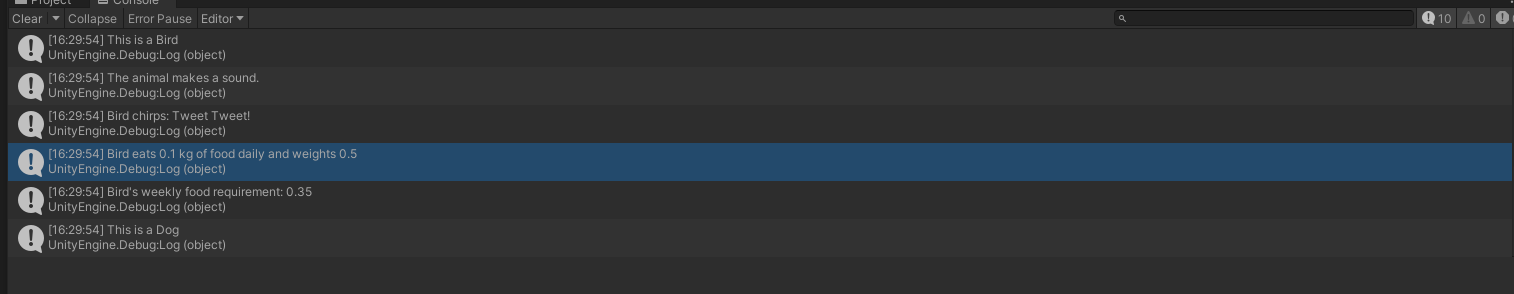 Project
Console
Clear
Collapse
Error Pause
Editor
10
0
[16:29:54] This is a Bird
UnityEngine.Debug:Log (object)
[16:29:54] The animal makes a sound.
UnityEngine.Debug:Log (object)
[16:29:54] Bird chirps: Tweet Tweet!
UnityEngine.Debug:Log (object)
[16:29:54] Bird eats 0.1 kg of food daily and weights 0.5
UnityEngine.Debug:Log (object)
[16:29:54] Bird's weekly food requirement: 0.35
UnityEngine.Debug:Log (object)
[16:29:54] This is a Dog
UnityEngine.Debug:Log (object)